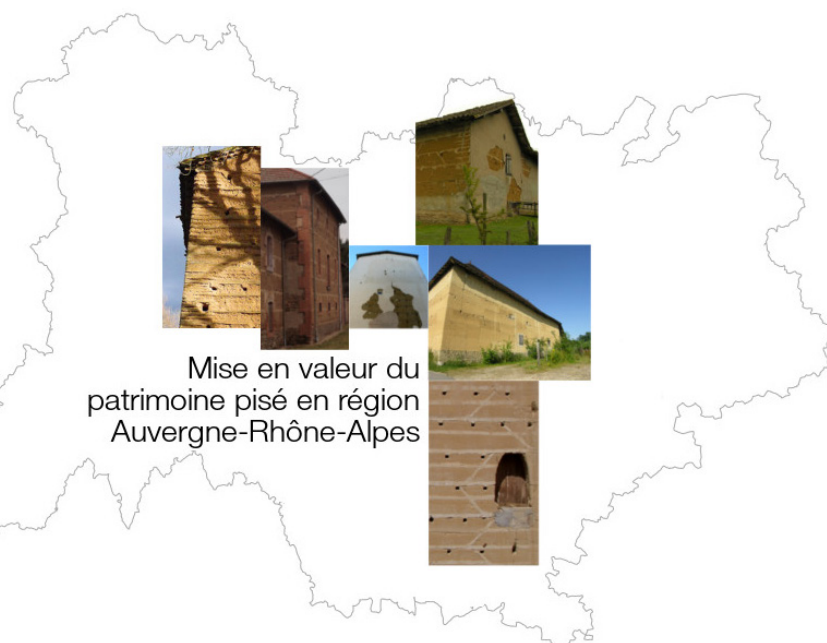 Mise en valeur du
patrimoine pisé en région
Auvergne-Rhône-Alpes